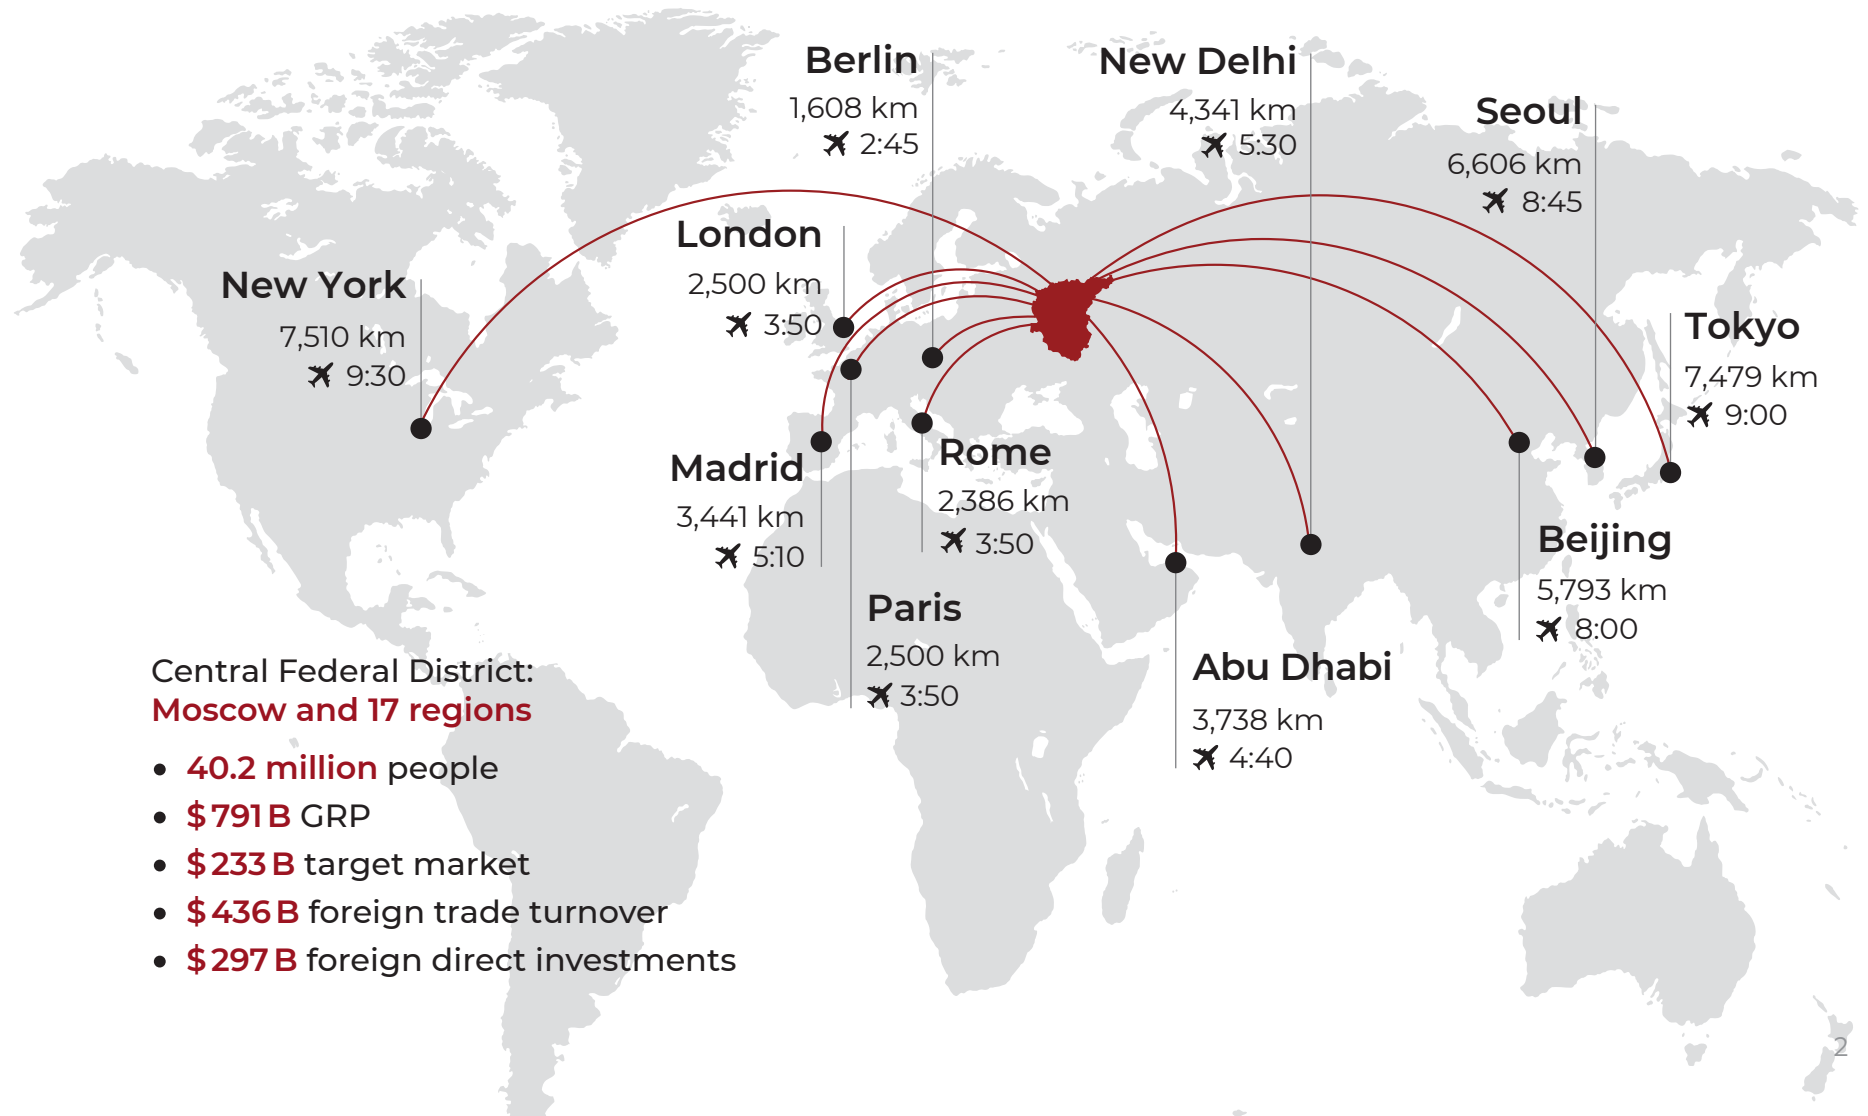 Berlin
1,608 km
2:45
New Delhi
4,341 km
5:30
Seoul
6,606 km
8:45
London
2,500 km
3:50
New York
7,510 km
9:30
Tokyo
7,479 km
9:00
Madrid
3,441 km
5:10
Rome
2,386 km
3:50
Beijing
5,793 km
8:00
Paris
2,500 km
3:50
Abu Dhabi
3,738 km
4:40
Central Federal District:
Moscow and 17 regions
• 40.2 million people
• $ 791 B GRP
• $ 233 B target market
• $ 436 B foreign trade turnover
• $ 297 B foreign direct investments
2